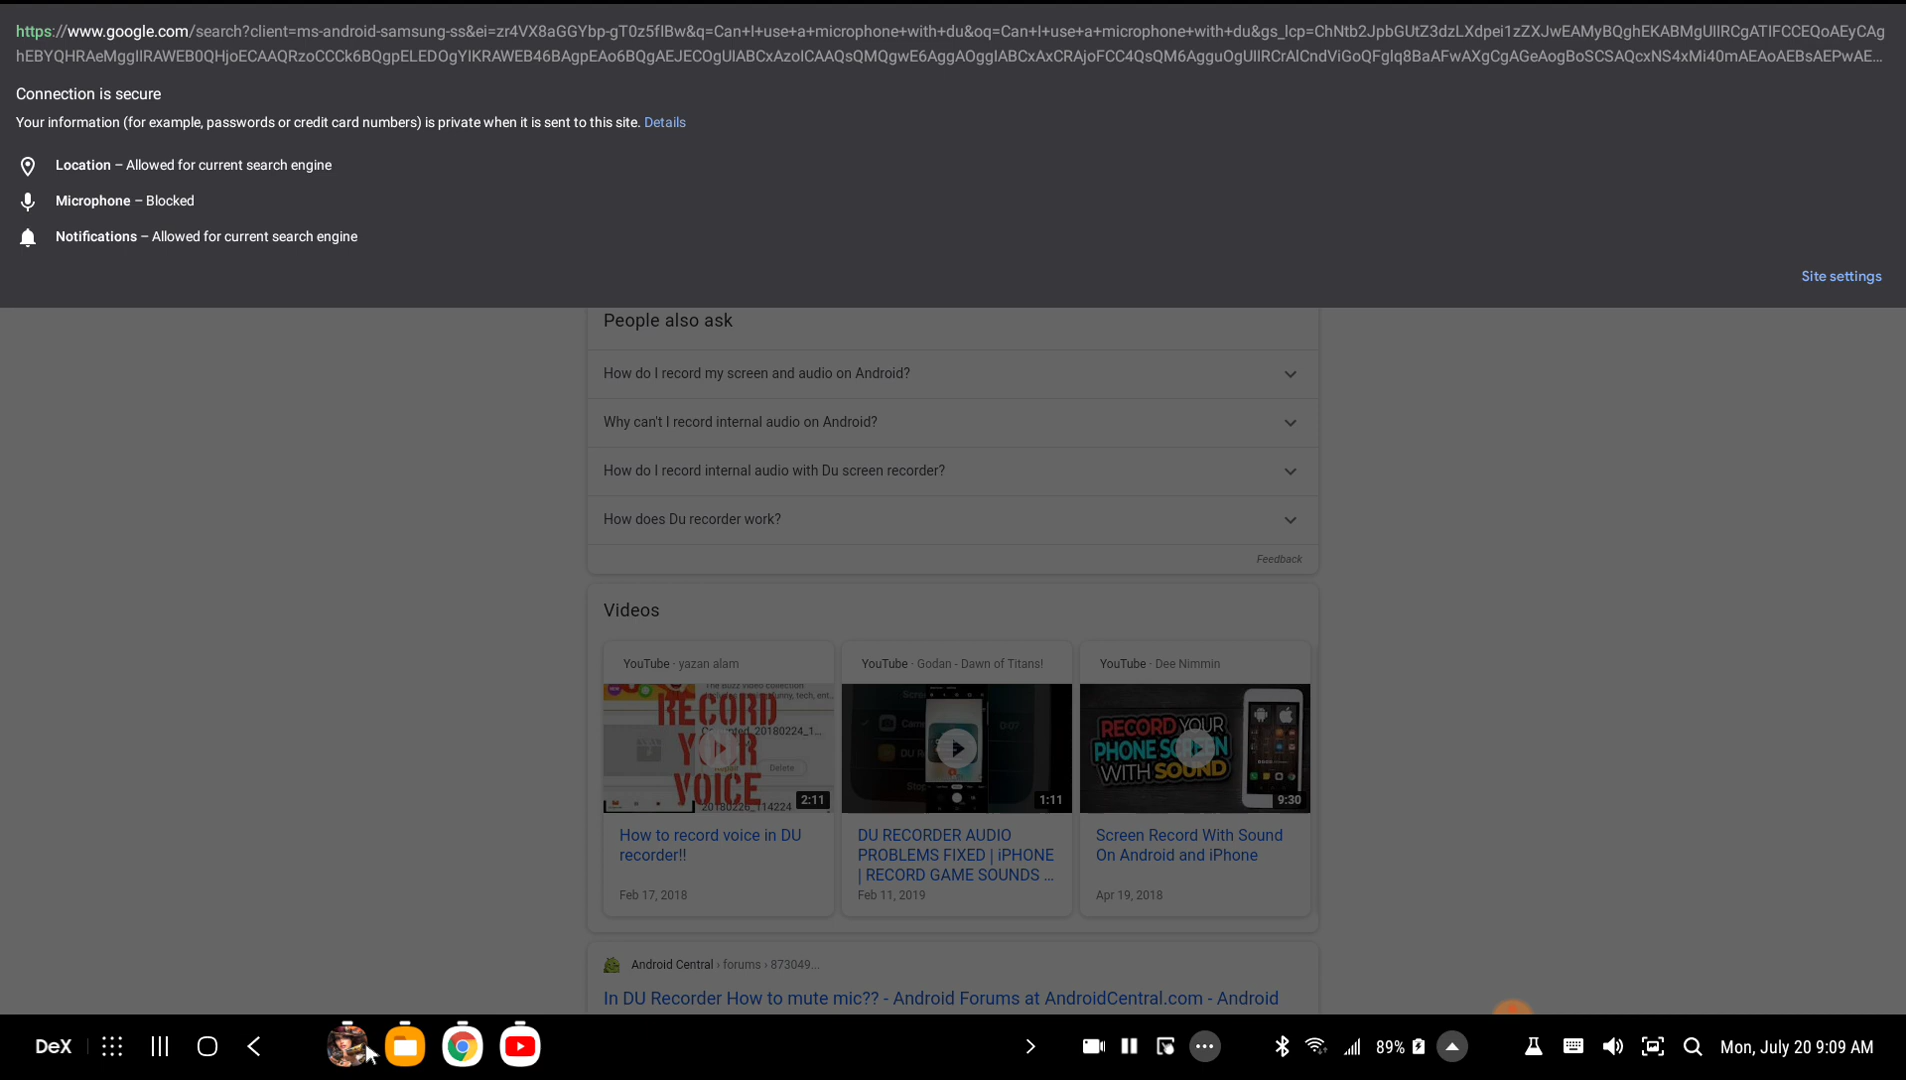 https://www.google.com/search?client=ms-android-samsung-ss&ei=zr4VX8aGGYbp-gT0z5fIBw&q=Can+I+use+a+microphone+with+du&oq=Can+I+use+a+microphone+with+du&gs_lcp=ChNtb2JpbGUtZ3dzLXdpei1zZXJwEAMyBQghEKABMgUIIRCgATIFCCEQoAEyCAg
hEBYQHRAeMggIIRAWEB0QHjoECAAQRzoCCCk6BQgpELEDOgYIKRAWEB46BAgpEAo6BQgAEJECOgUIABCxAzoICAAQsQMQgwE6AggAOggIABCxAxCRAjoFCC4QsQM6AgguOgUIIRCrAlCndViGoQFglq8BaAFwAXgCgAGeAogBoSCSAQcxNS4xMi40mAEAoAEBsAEPwAE...
Connection is secure
Your information (for example, passwords or credit card numbers) is private when it is sent to this site. Details
Location – Allowed for current search engine
Microphone – Blocked
Notifications – Allowed for current search engine
Site settings
People also ask
How do I record my screen and audio on Android?
Why can't I record internal audio on Android?
How do I record internal audio with Du screen recorder?
How does Du recorder work?
Feedback
Videos
YouTube · yazan alam
YouTube · Godan - Dawn of Titans!
YouTube · Dee Nimmin
RECORD
YOUR
VOICE
Delete
20180226_114224
2:11
0:07
1:11
RECORD YOUR
PHONE SCREEN
WITH SOUND
9:30
How to record voice in DU
recorder!!
Feb 17, 2018
DU RECORDER AUDIO
PROBLEMS FIXED | iPHONE
| RECORD GAME SOUNDS ...
Feb 11, 2019
Screen Record With Sound
On Android and iPhone
Apr 19, 2018
Android Central › forums › 873049...
In DU Recorder How to mute mic?? - Android Forums at AndroidCentral.com - Android
DeX
89%
Mon, July 20 9:09 AM